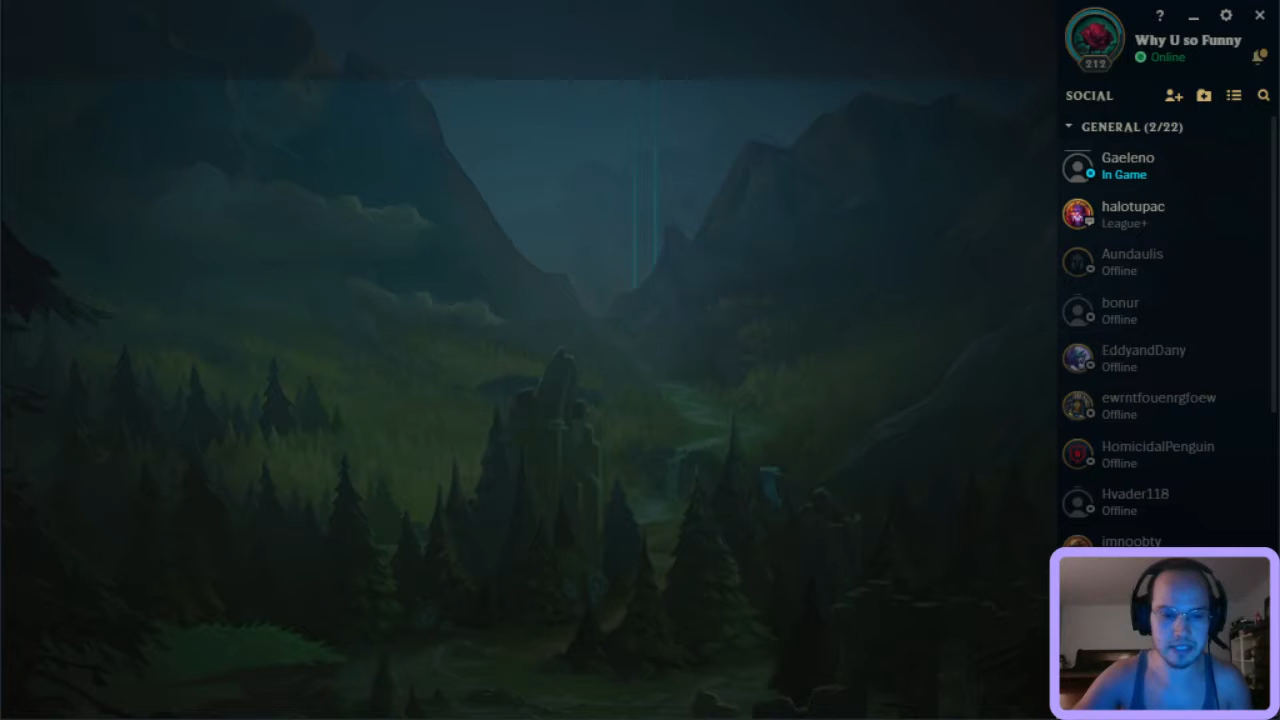 ?
Why U so Funny
212
Online
SOCIAL
GENERAL (2/22)
Gaeleno
In Game
halotupac
League+
Aundaulis
Offline
bonur
Offline
EddyandDany
Offline
ewrntfouenrgfoew
Offline
HomicidalPenguin
Offline
Hvader118
Offline
imnoobty